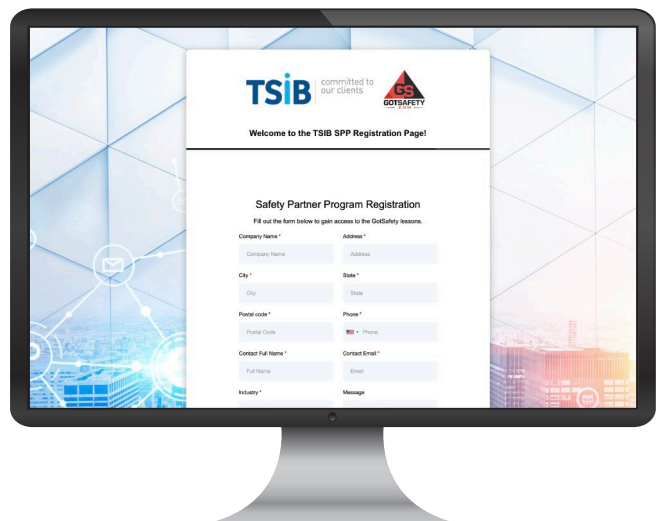 TSiB
committed to
our clients
GS
GOTSAFETY
.COM
Welcome to the TSIB SPP Registration Page!
Safety Partner Program Registration
Fill out the form below to gain access to the GotSafety lessons.
Company Name * Address *
Company Name Address
City * State *
City State
Postal code * Phone *
Postal Code Phone
Contact Full Name * Contact Email *
Full Name Email
Industry * Message